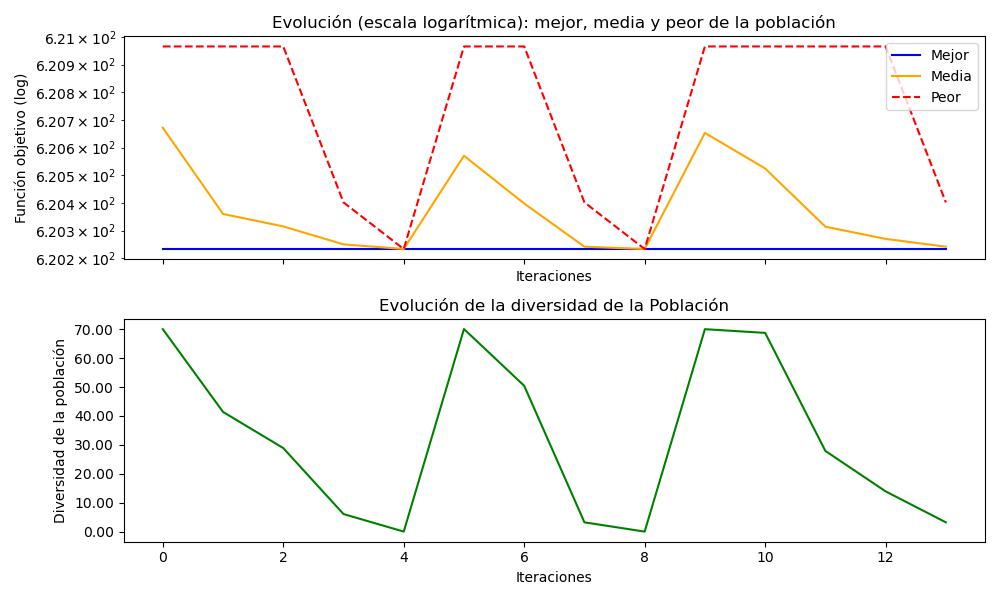 Evolución (escala logarítmica): mejor, media y peor de la población
Función objetivo (log)
6.21 × 10²
6.209 × 10²
6.208 × 10²
6.207 × 10²
6.206 × 10²
6.205 × 10²
6.204 × 10²
6.203 × 10²
6.202 × 10²
Mejor
Media
Peor
Iteraciones
Evolución de la diversidad de la Población
Diversidad de la población
70.00
60.00
50.00
40.00
30.00
20.00
10.00
0.00
0 2 4 6 8 10 12
Iteraciones